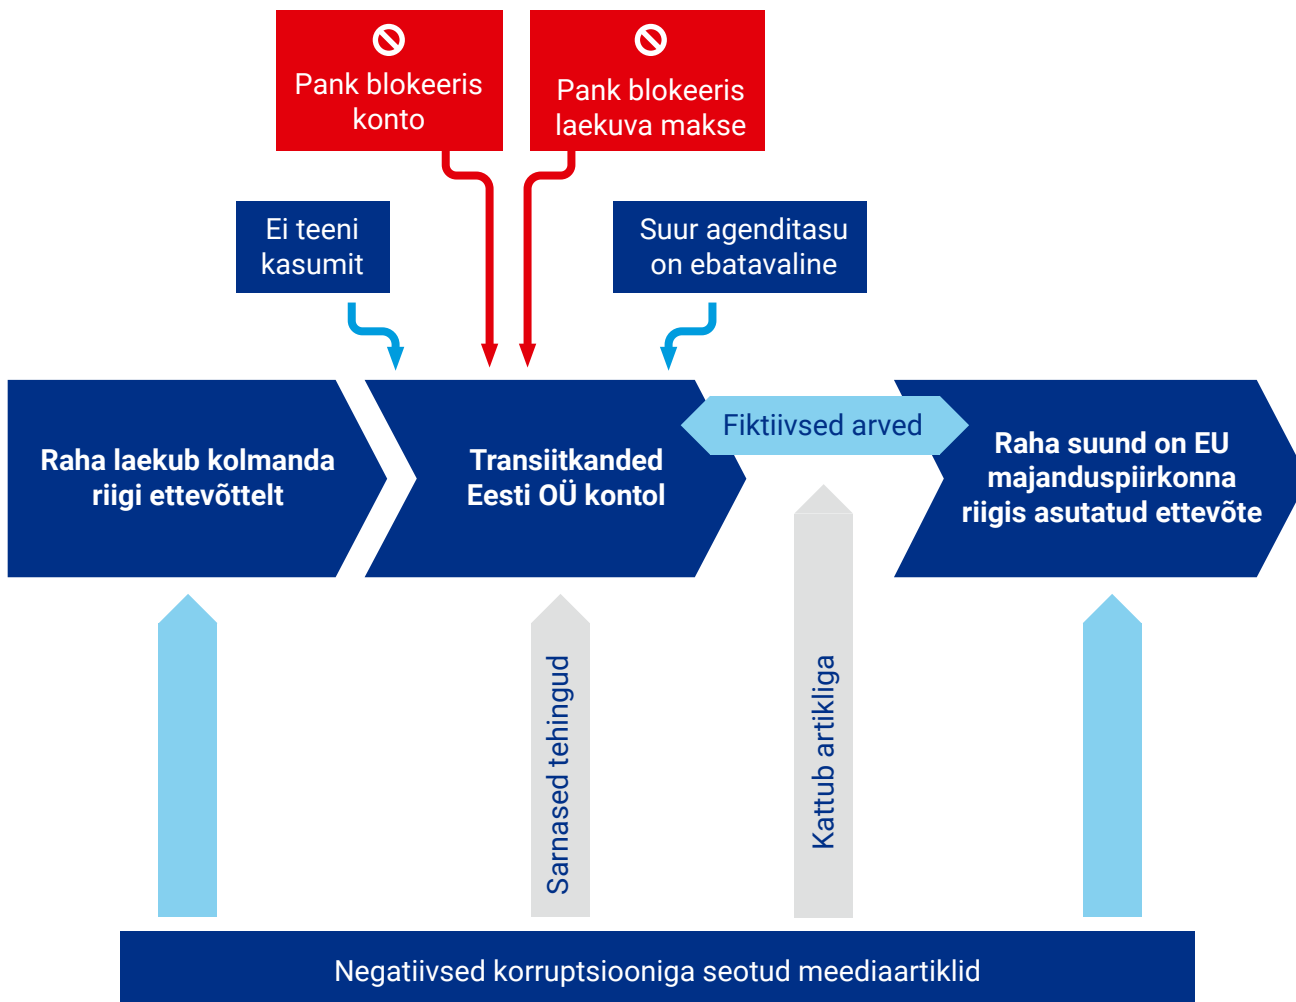 Pank blokeeris
konto
Pank blokeeris
laekuva makse
Ei teeni
kasumit
Suur agenditasu
on ebatavaline
Raha laekub kolmanda
riigi ettevõttelt
Transiitkanded
Eesti OÜ kontol
Fiktiivsed arved
Raha suund on EU
majanduspiirkonna
riigis asutatud ettevõte
Sarnased tehingud
Kattub artikliga
Negatiivsed korruptsiooniga seotud meediaartiklid